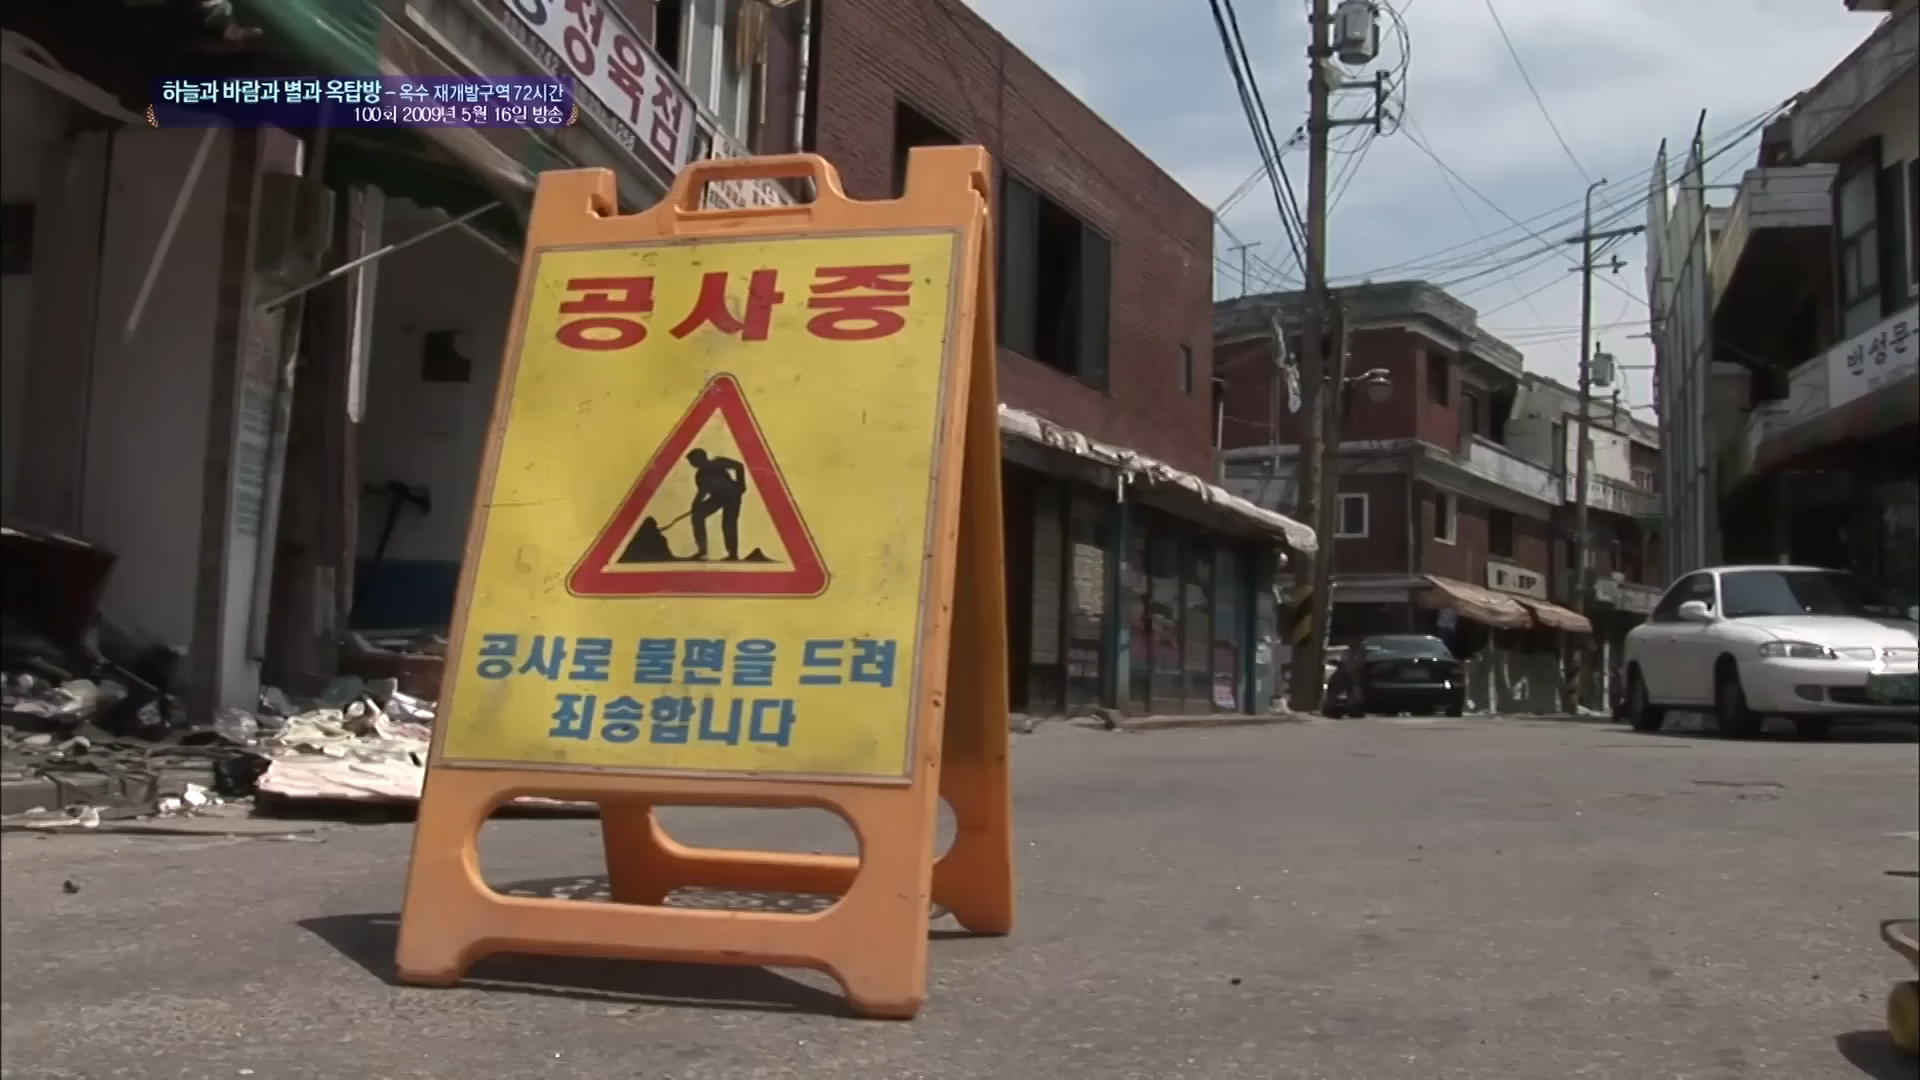 하늘과 바람과 별과 옥탑방 - 옥수 재개발구역 72시간
100회 2009년 5월 16일 방송
정육점
공사중
공사로 불편을 드려
죄송합니다